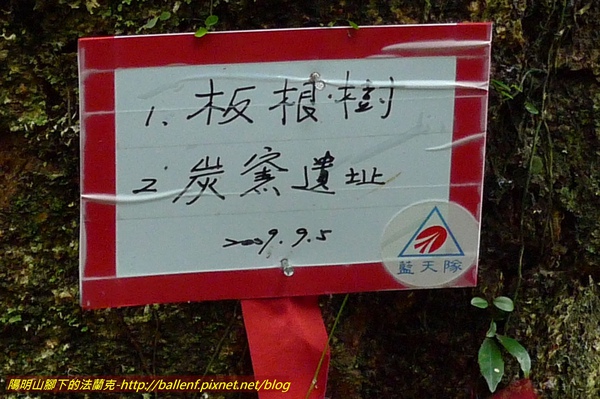 1. 板根樹
2 炭窯遺址
2009.9.5
藍天隊
陽明山腳下的法蘭克-http://ballenf.pixnet.net/blog